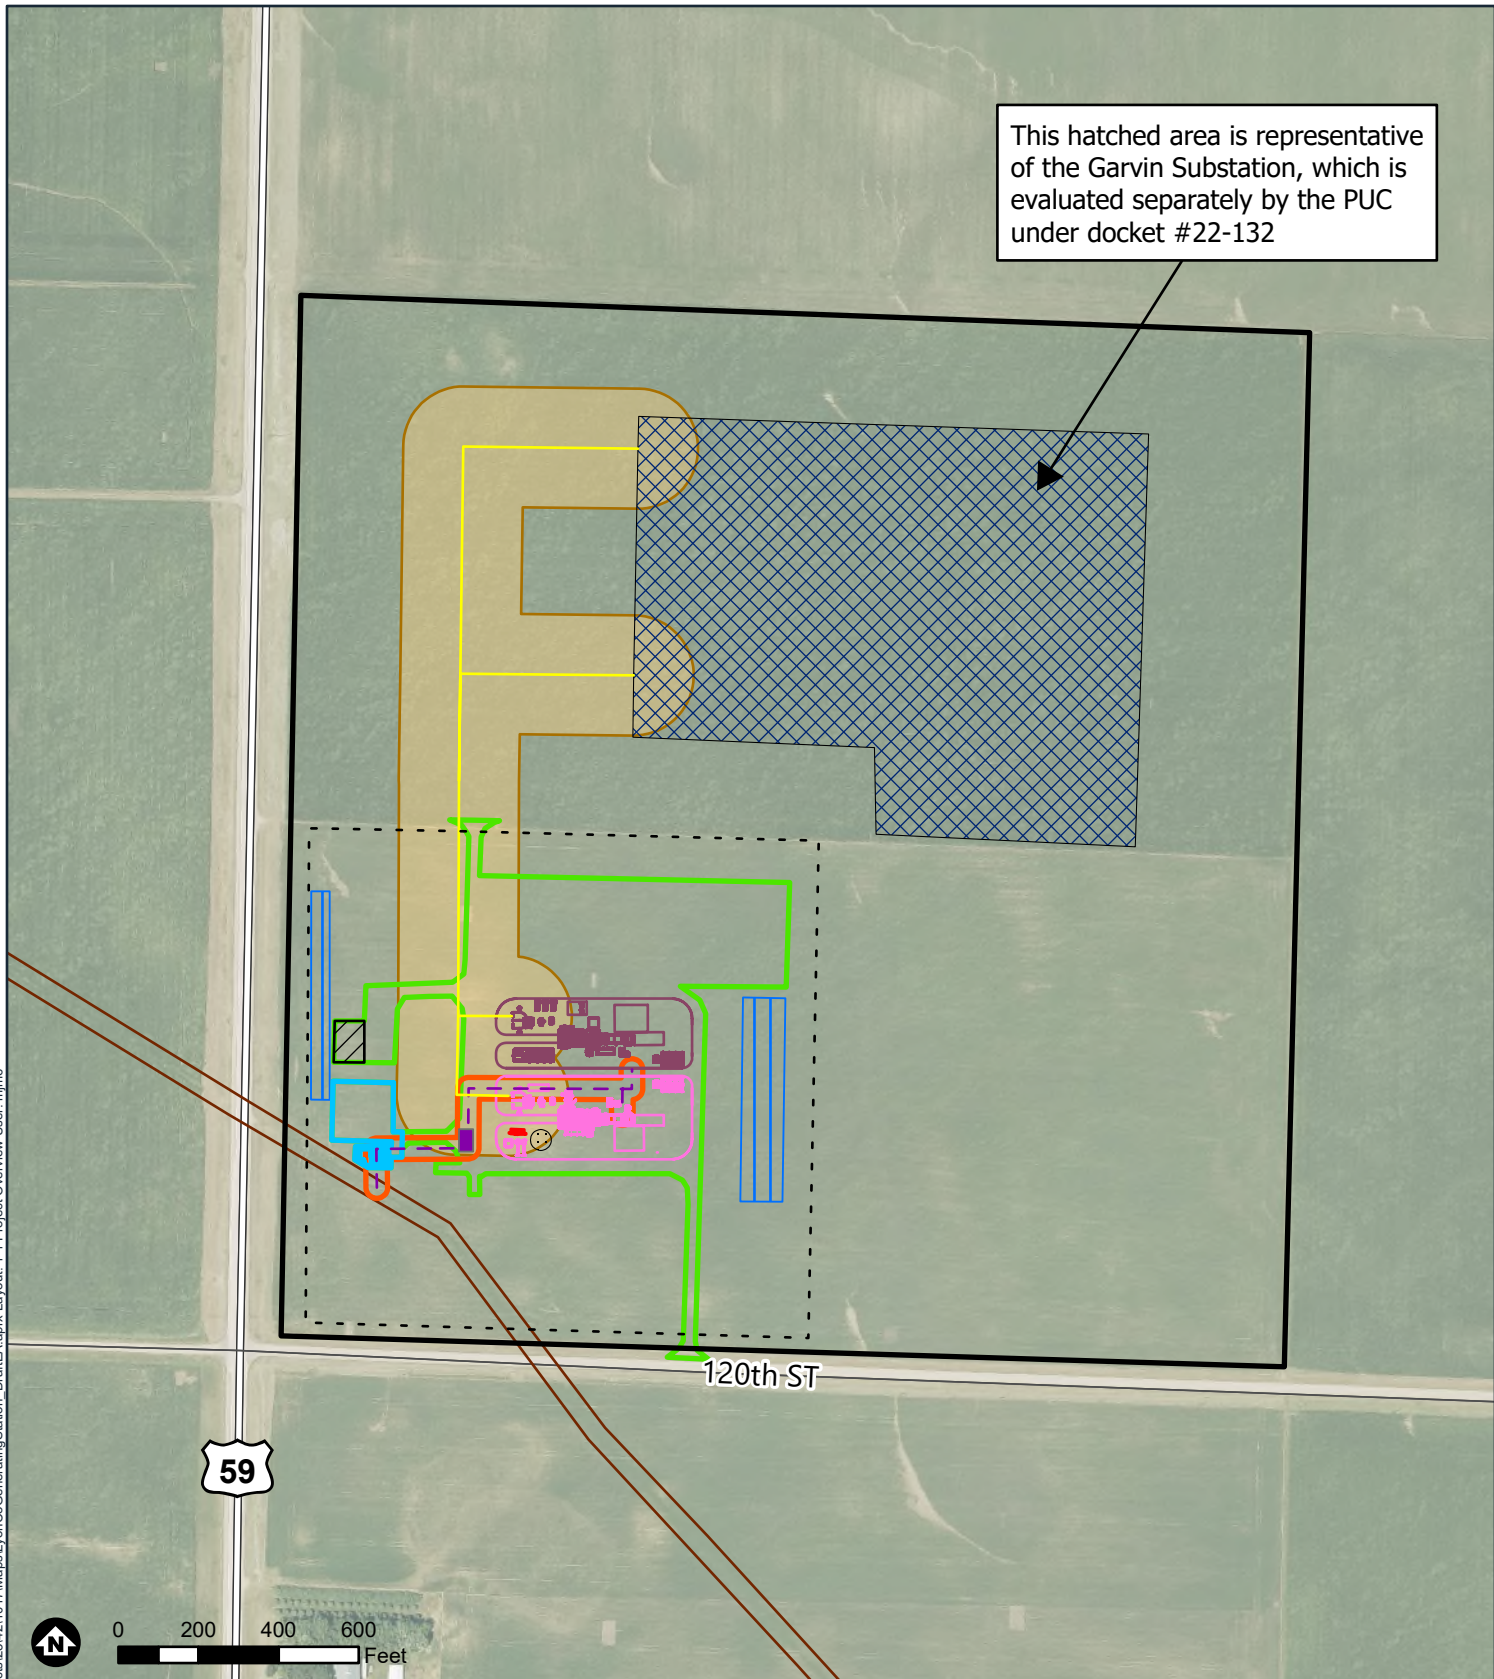 This hatched area is representative
of the Garvin Substation, which is
evaluated separately by the PUC
under docket #22-132
120th ST
59
N
0 200 400 600
Feet